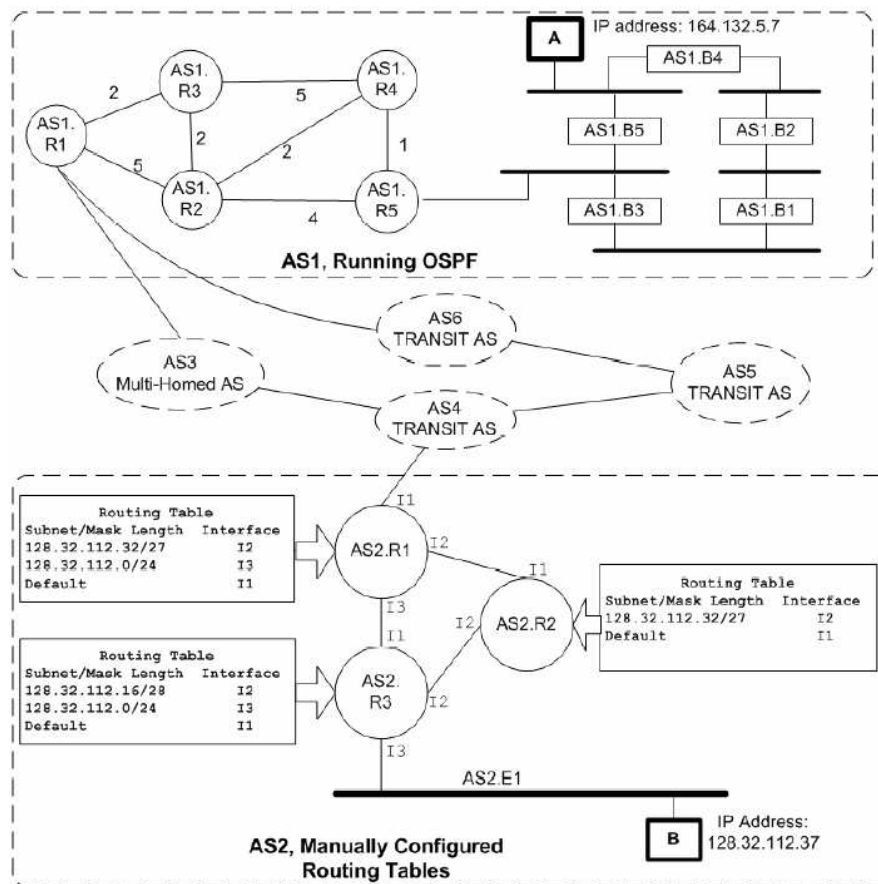 A
IP address: 164.132.5.7
AS1.B4
AS1.
R3
AS1.
R4
2
5
AS1.
R1
AS1.B5
AS1.B2
2
1
5
2
AS1.
R2
AS1.
R5
4
AS1.B3
AS1.B1
AS1, Running OSPF
AS6
TRANSIT AS
AS3
Multi-Homed AS
AS5
TRANSIT AS
AS4
TRANSIT AS
I1
Routing Table
Subnet/Mask Length Interface
128.32.112.32/27 I2
128.32.112.0/24 I3
Default I1
AS2.R1
I2
I1
I3
Routing Table
Subnet/Mask Length Interface
128.32.112.32/27 I2
Default I1
AS2.R2
I2
I1
Routing Table
Subnet/Mask Length Interface
128.32.112.16/28 I2
128.32.112.0/24 I3
Default I1
AS2.
R3
I2
I3
AS2.E1
B
IP Address:
128.32.112.37
AS2, Manually Configured
Routing Tables